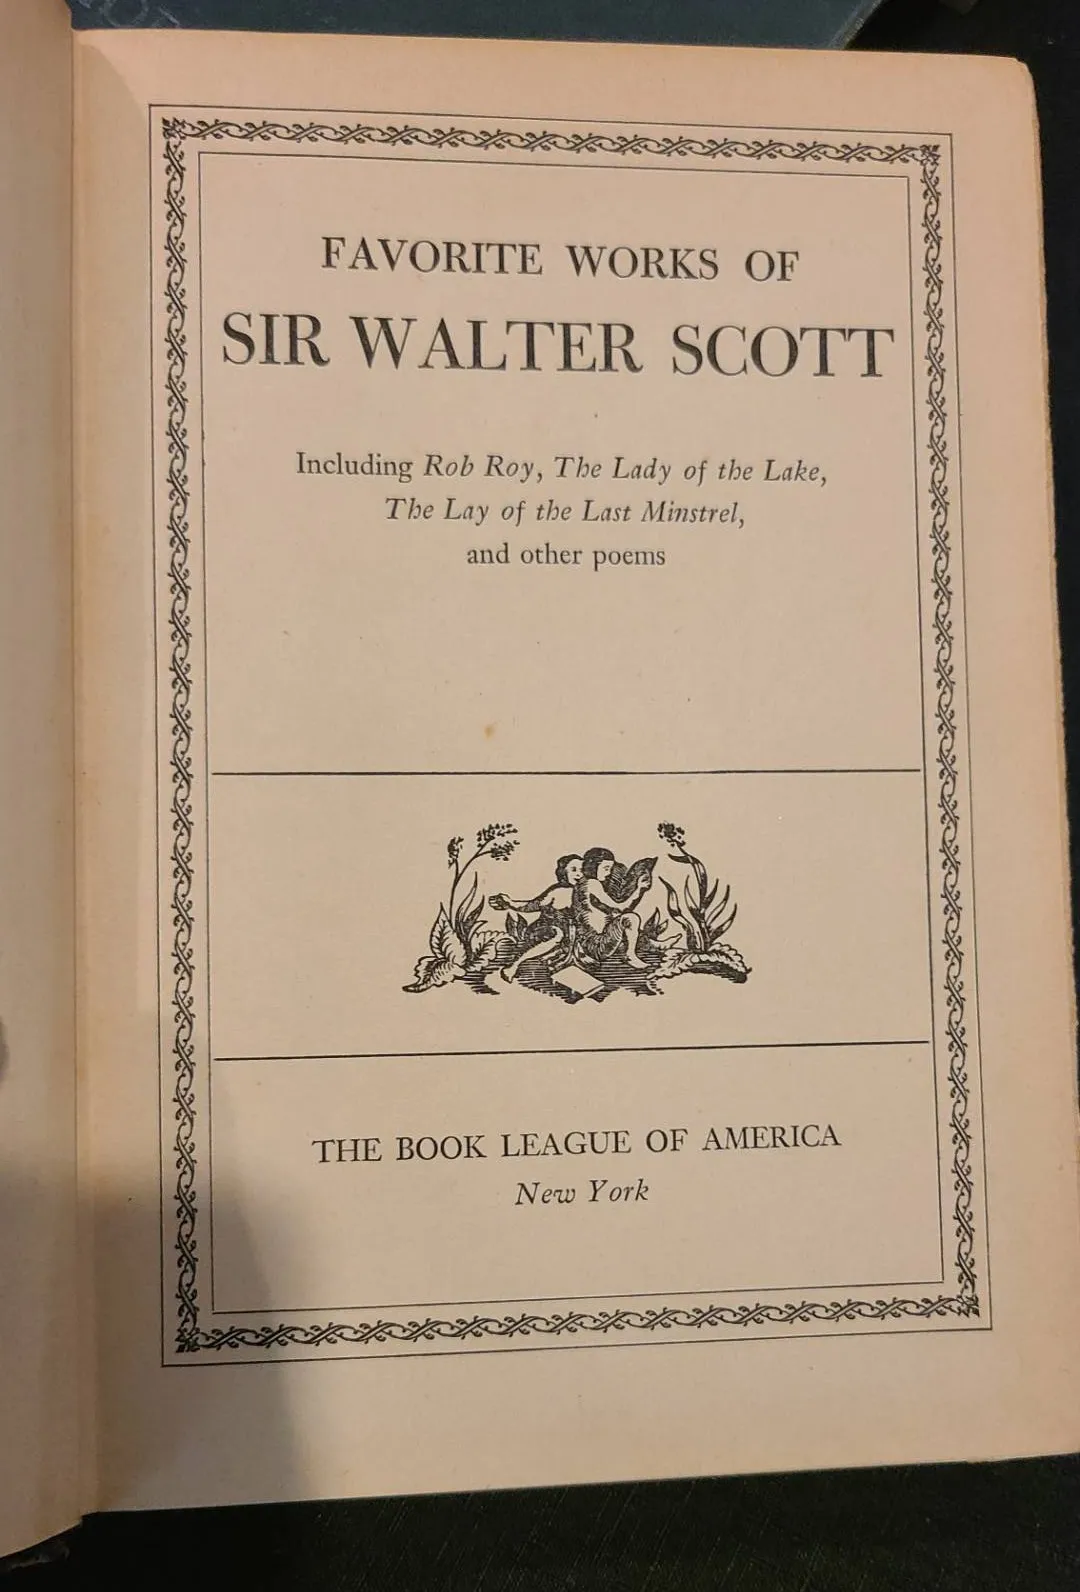 FAVORITE WORKS OF
SIR WALTER SCOTT
Including Rob Roy, The Lady of the Lake,
The Lay of the Last Minstrel,
and other poems
THE BOOK LEAGUE OF AMERICA
New York